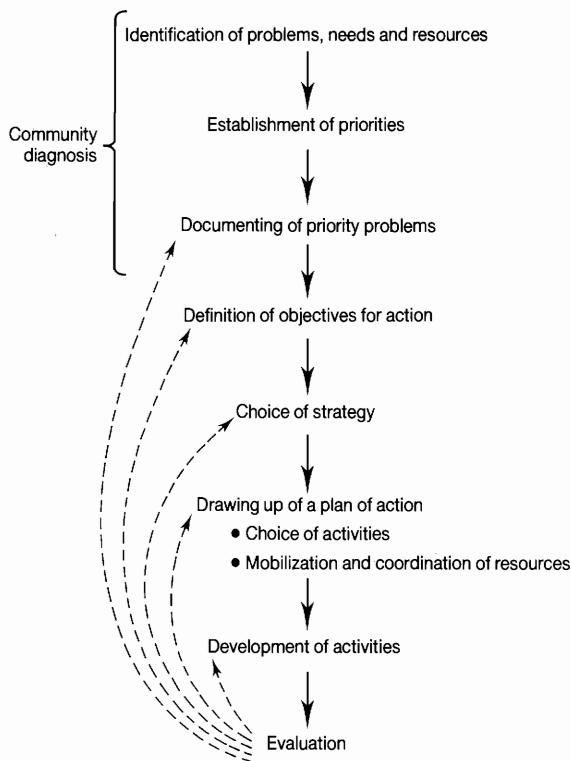 Identification of problems, needs and resources
Establishment of priorities
Community
diagnosis
Documenting of priority problems
Definition of objectives for action
Choice of strategy
Drawing up of a plan of action
● Choice of activities
● Mobilization and coordination of resources
Development of activities
Evaluation